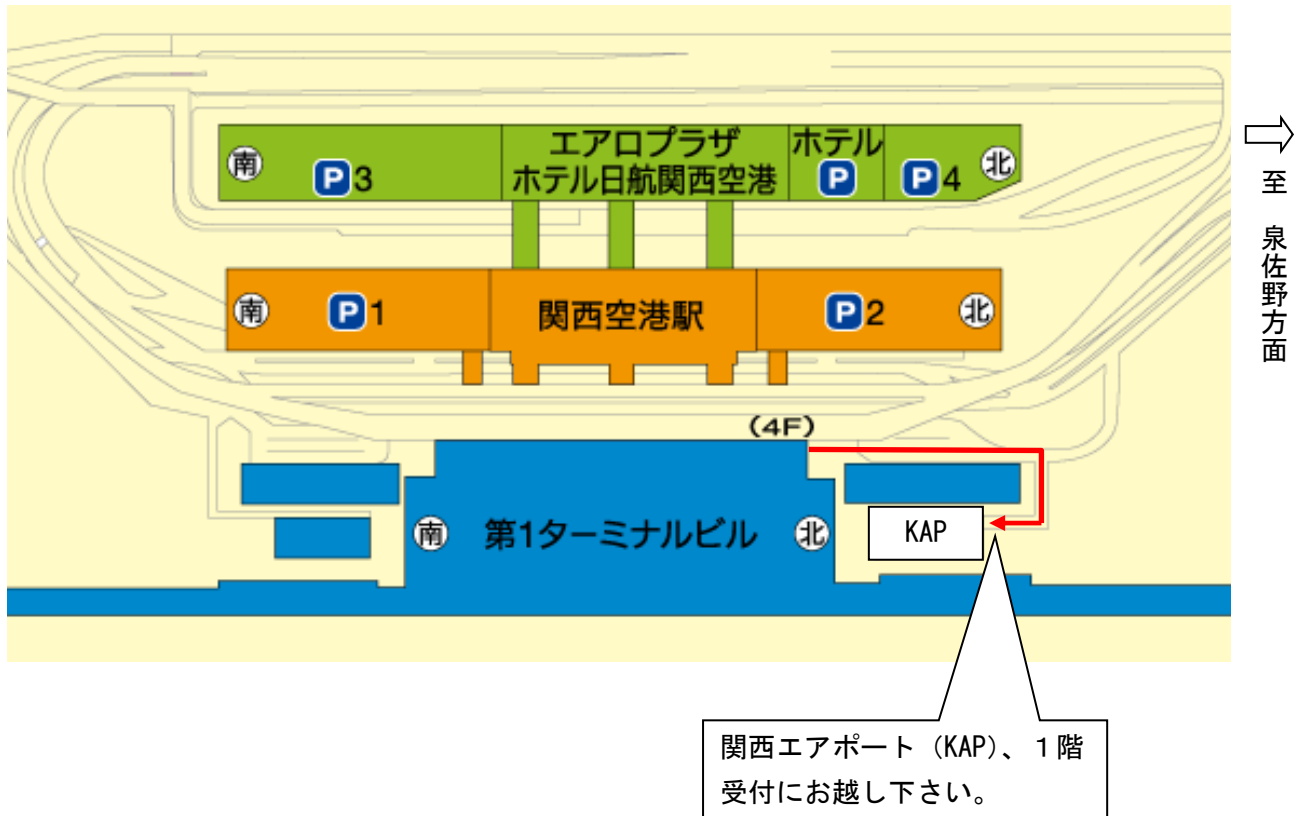 エアロプラザ
ホテル日航関西空港
ホテル
P
南
P3
P4
北
至 泉佐野方面
南
P1
関西空港駅
P2
北
(4F)
南
第1ターミナルビル
北
KAP
関西エアポート (KAP)、1階
受付にお越し下さい。